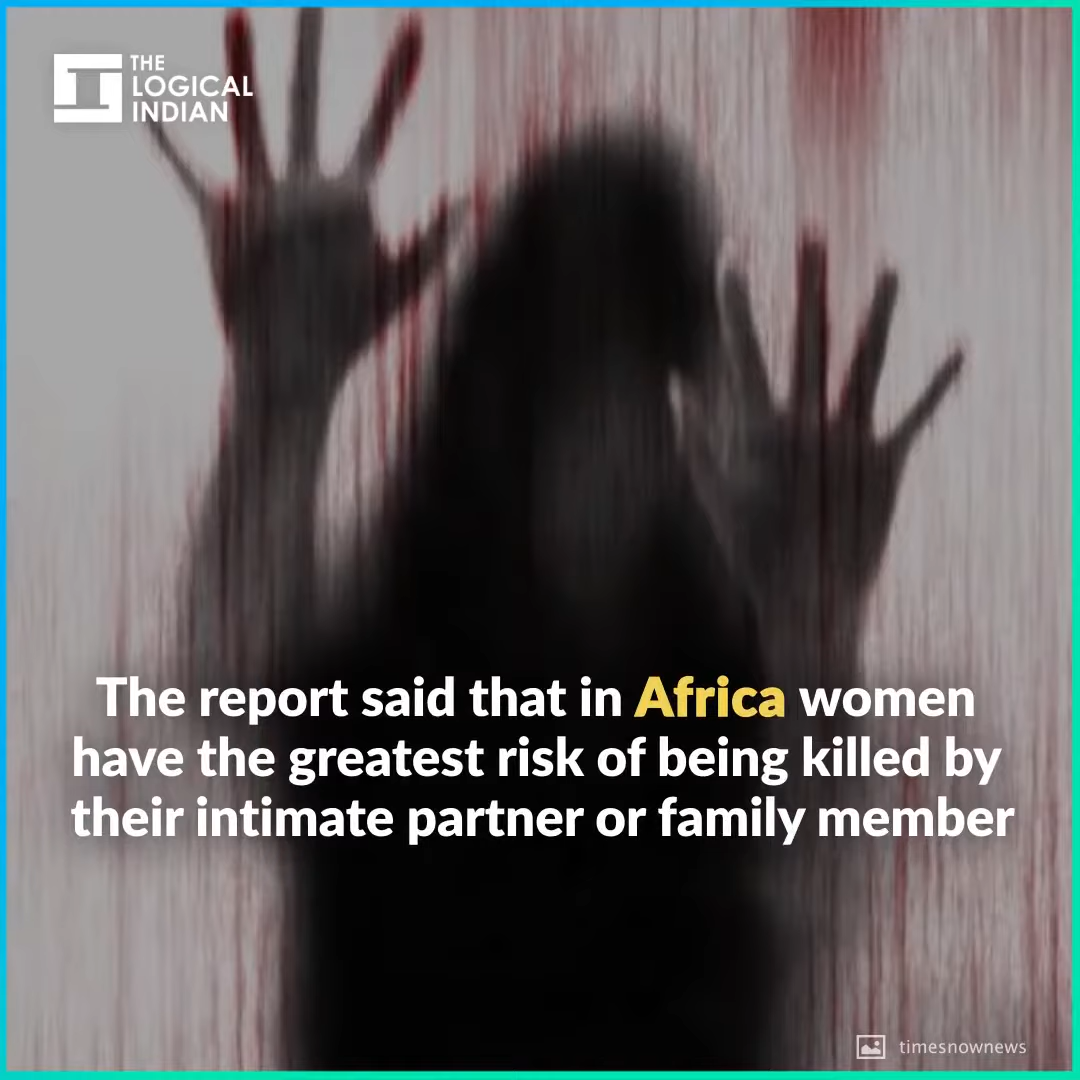 THE
LOGICAL
INDIAN
The report said that in Africa women
have the greatest risk of being killed by
their intimate partner or family member
timesnownews